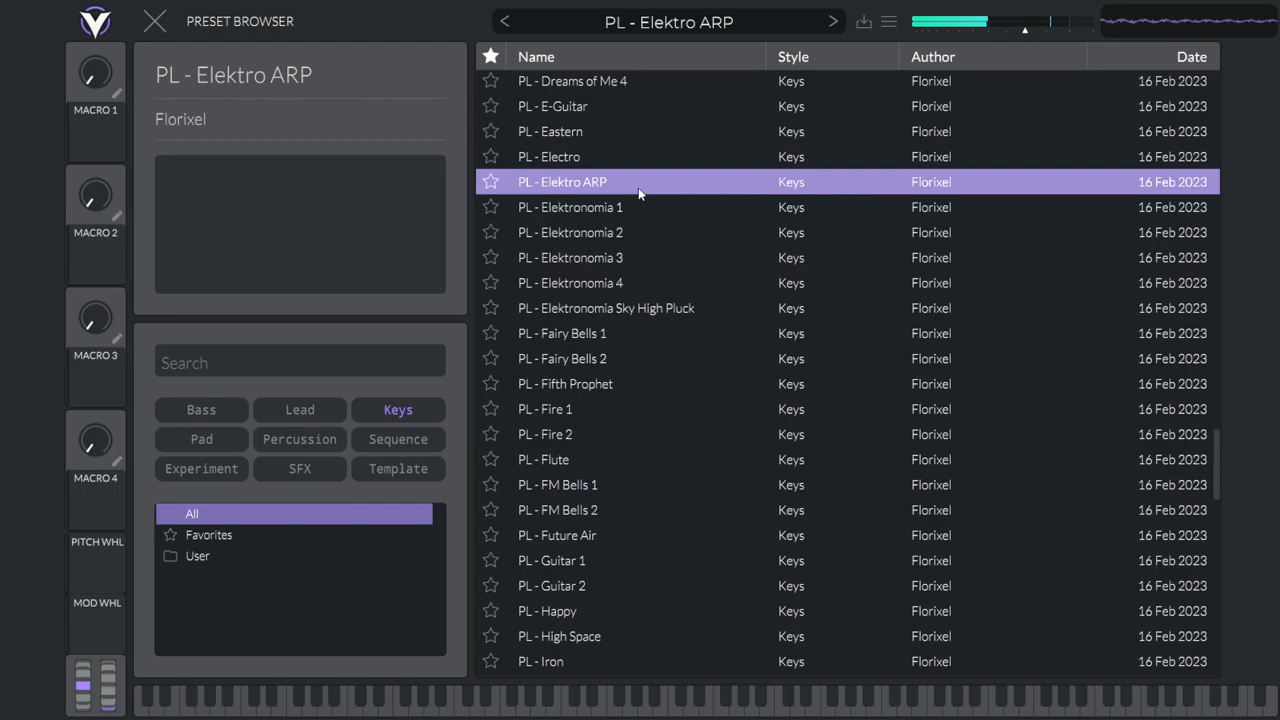 PRESET BROWSER
PL - Elektro ARP
MACRO 1
MACRO 2
MACRO 3
MACRO 4
PITCH WHL
MOD WHL
PL - Elektro ARP
Florixel
Search
Bass Lead Keys
Pad Percussion Sequence
Experiment SFX Template
All
Favorites
User
Name Style Author Date
PL - Dreams of Me 4 Keys Florixel 16 Feb 2023
PL - E-Guitar Keys Florixel 16 Feb 2023
PL - Eastern Keys Florixel 16 Feb 2023
PL - Electro Keys Florixel 16 Feb 2023
PL - Elektro ARP Keys Florixel 16 Feb 2023
PL - Elektronomia 1 Keys Florixel 16 Feb 2023
PL - Elektronomia 2 Keys Florixel 16 Feb 2023
PL - Elektronomia 3 Keys Florixel 16 Feb 2023
PL - Elektronomia 4 Keys Florixel 16 Feb 2023
PL - Elektronomia Sky High Pluck Keys Florixel 16 Feb 2023
PL - Fairy Bells 1 Keys Florixel 16 Feb 2023
PL - Fairy Bells 2 Keys Florixel 16 Feb 2023
PL - Fifth Prophet Keys Florixel 16 Feb 2023
PL - Fire 1 Keys Florixel 16 Feb 2023
PL - Fire 2 Keys Florixel 16 Feb 2023
PL - Flute Keys Florixel 16 Feb 2023
PL - FM Bells 1 Keys Florixel 16 Feb 2023
PL - FM Bells 2 Keys Florixel 16 Feb 2023
PL - Future Air Keys Florixel 16 Feb 2023
PL - Guitar 1 Keys Florixel 16 Feb 2023
PL - Guitar 2 Keys Florixel 16 Feb 2023
PL - Happy Keys Florixel 16 Feb 2023
PL - High Space Keys Florixel 16 Feb 2023
PL - Iron Keys Florixel 16 Feb 2023